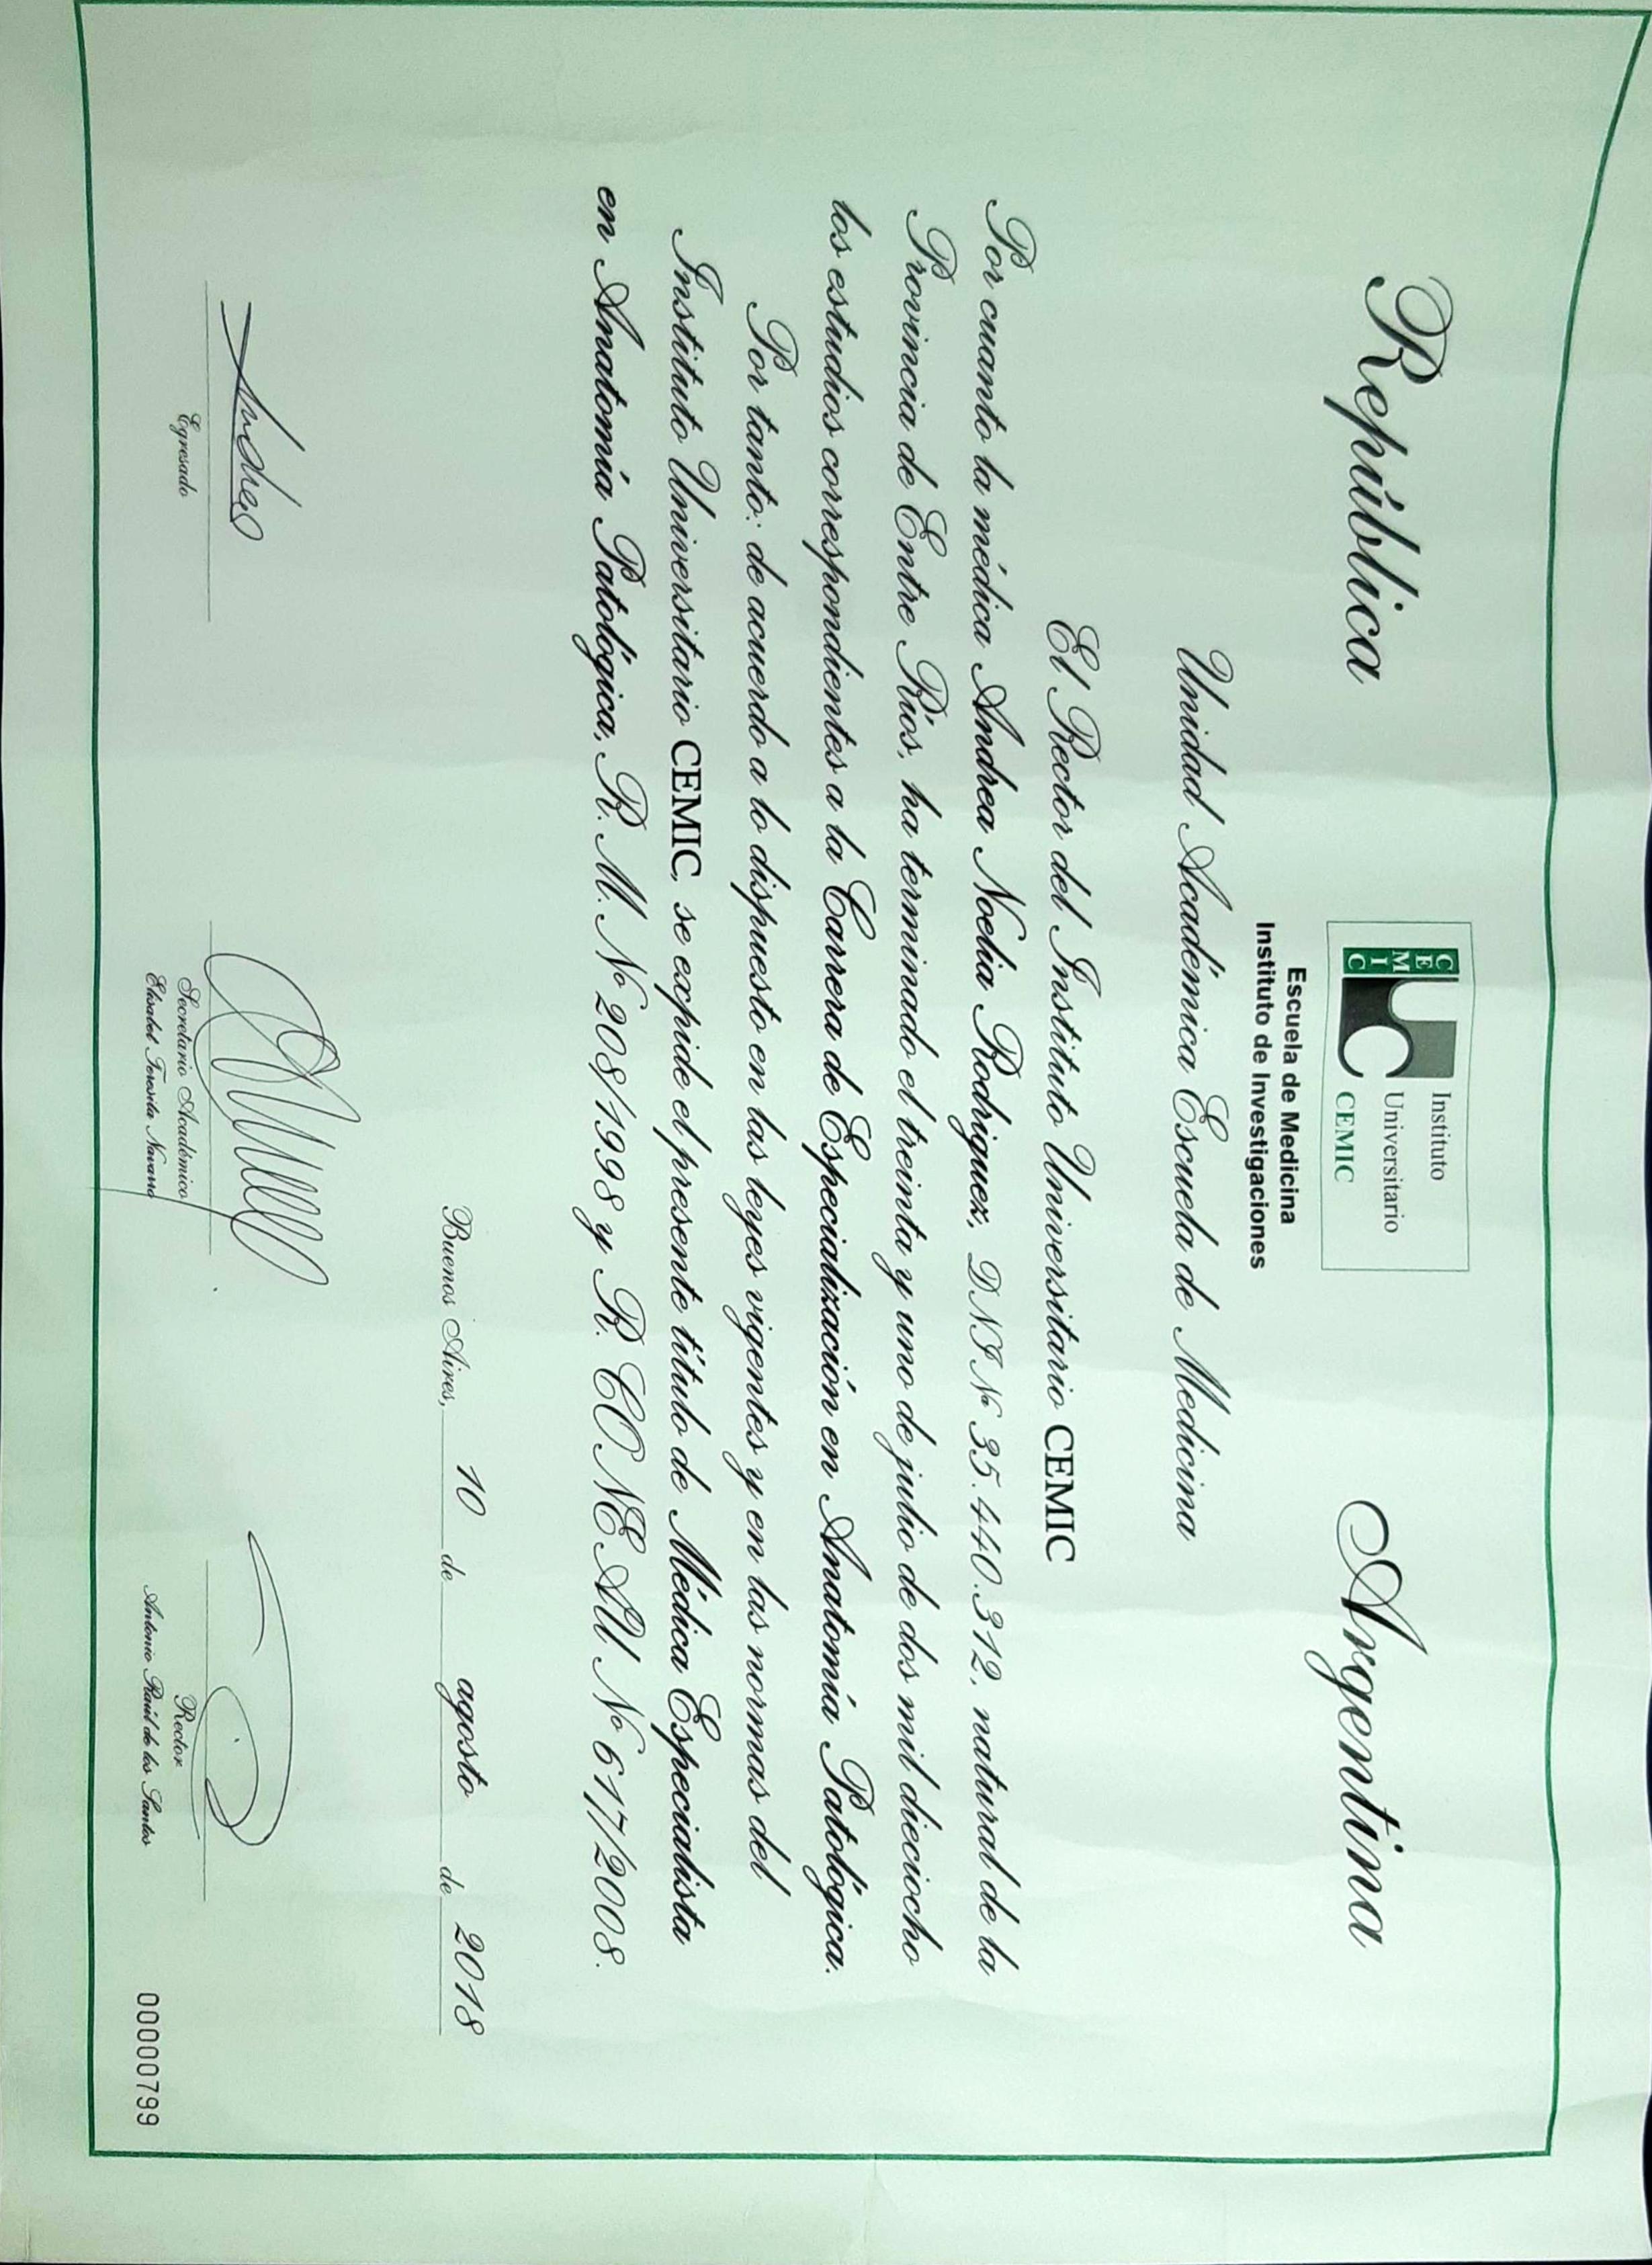 República
Argentina
CEMIC
Instituto
Universitario
CEMIC
Escuela de Medicina
Instituto de Investigaciones
Unidad Académica Escuela de Medicina
El Rector del Instituto Universitario CEMIC
Por cuanto la médica Andrea Noelia Rodriguez, DNI Nº 35.440.312, natural de la
Provincia de Entre Ríos, ha terminado el treinta y uno de julio de dos mil dieciocho
los estudios correspondientes a la Carrera de Especialización en Anatomía Patológica.
Por tanto: de acuerdo a lo dispuesto en las leyes vigentes y en las normas del
Instituto Universitario CEMIC, se expide el presente título de Médica Especialista
en Anatomía Patológica, R. M. Nº 208/1998 y R. CONEAU Nº 617/2008.
Buenos Aires, 10 de agosto de 2018
Andrea
Egresado
Secretario Académico
Elisabet Teresita Navarro
Rector
Antonio Raúl de los Santos
00000799